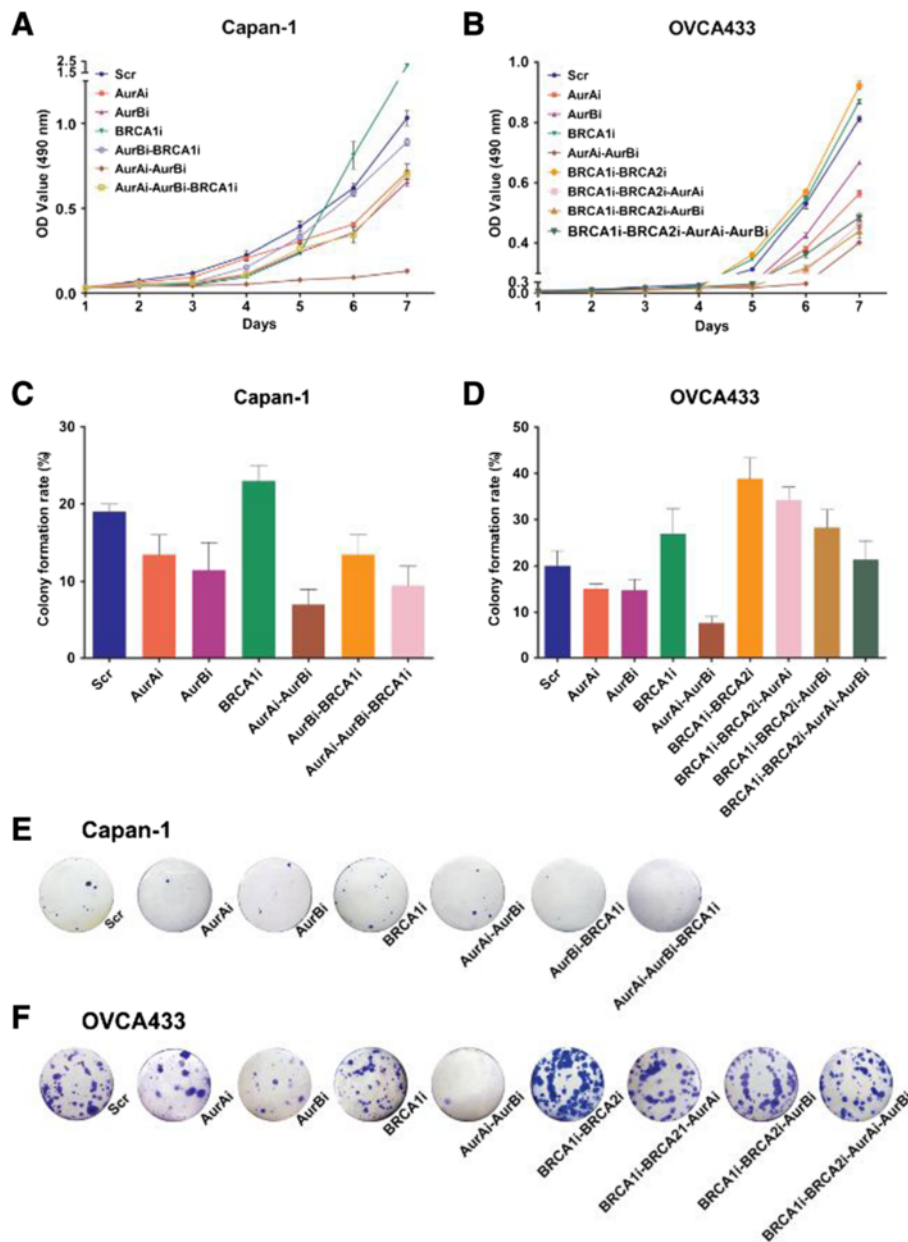 A
Capan-1
2.5
1.5
1.0
0.5
0.0
OD Value (490 nm)
Scr
AurAi
AurBi
BRCA1i
AurBi-BRCA1i
AurAi-AurBi
AurAi-AurBi-BRCA1i
1 2 3 4 5 6 7
Days
B
OVCA433
1.0
0.8
0.6
0.4
0.3
0.0
OD Value (490 nm)
Scr
AurAi
AurBi
BRCA1i
AurAi-AurBi
BRCA1i-BRCA2i
BRCA1i-BRCA2i-AurAi
BRCA1i-BRCA2i-AurBi
BRCA1i-BRCA2i-AurAi-AurBi
1 2 3 4 5 6 7
Days
C
Capan-1
30
20
10
0
Colony formation rate (%)
Scr
AurAi
AurBi
BRCA1i
AurAi-AurBi
AurBi-BRCA1i
AurAi-AurBi-BRCA1i
D
OVCA433
50
40
30
20
10
0
Colony formation rate (%)
Scr
AurAi
AurBi
BRCA1i
AurAi-AurBi
BRCA1i-BRCA2i
BRCA1i-BRCA2i-AurAi
BRCA1i-BRCA2i-AurBi
BRCA1i-BRCA2i-AurAi-AurBi
E
Capan-1
Scr
AurAi
AurBi
BRCA1i
AurAi-AurBi
AurBi-BRCA1i
AurAi-AurBi-BRCA1i
F
OVCA433
Scr
AurAi
AurBi
BRCA1i
AurAi-AurBi
BRCA1i-BRCA2i
BRCA1i-BRCA21-AurAi
BRCA1i-BRCA2i-AurBi
BRCA1i-BRCA2i-AurAi-AurBi